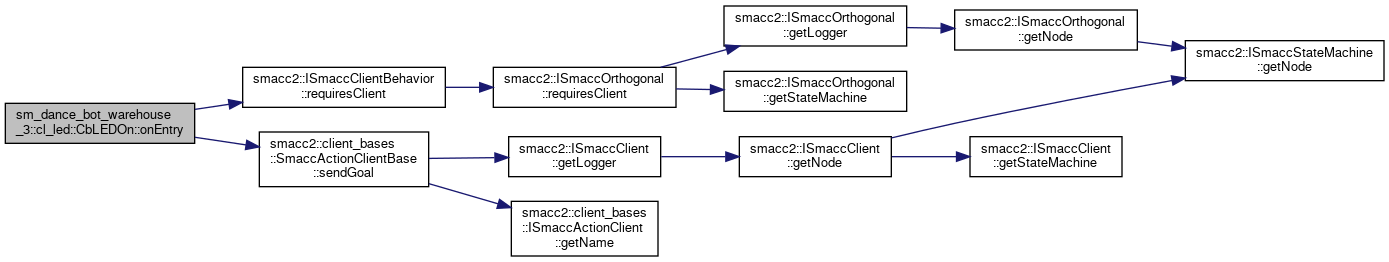 sm_dance_bot_warehouse
_3::cl_led::CbLEDOn::onEntry
smacc2::ISmaccClientBehavior
::requiresClient
smacc2::ISmaccOrthogonal
::requiresClient
smacc2::ISmaccOrthogonal
::getLogger
smacc2::ISmaccOrthogonal
::getNode
smacc2::ISmaccStateMachine
::getNode
smacc2::ISmaccOrthogonal
::getStateMachine
smacc2::client_bases
::SmaccActionClientBase
::sendGoal
smacc2::ISmaccClient
::getLogger
smacc2::ISmaccClient
::getNode
smacc2::ISmaccClient
::getStateMachine
smacc2::client_bases
::ISmaccActionClient
::getName